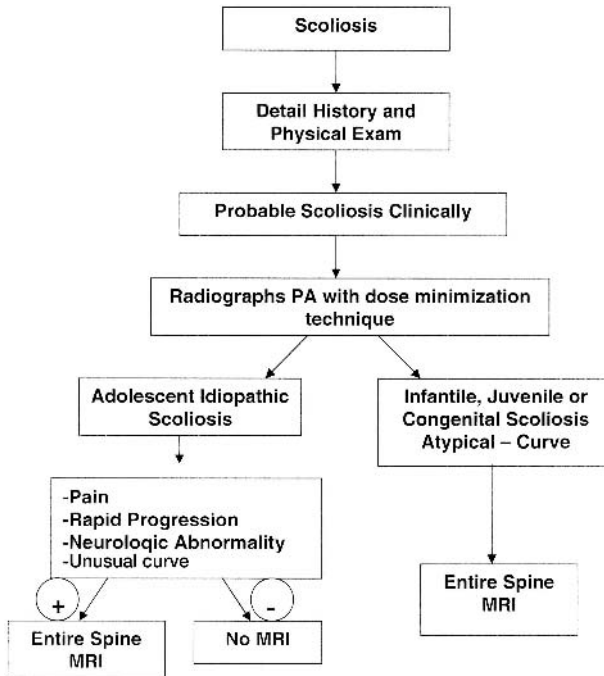 Scoliosis
Detail History and
Physical Exam
Probable Scoliosis Clinically
Radiographs PA with dose minimization
technique
Adolescent Idiopathic
Scoliosis
Infantile, Juvenile or
Congenital Scoliosis
Atypical – Curve
-Pain
-Rapid Progression
-Neurologic Abnormality
-Unusual curve
+
-
Entire Spine
MRI
No MRI
Entire Spine
MRI